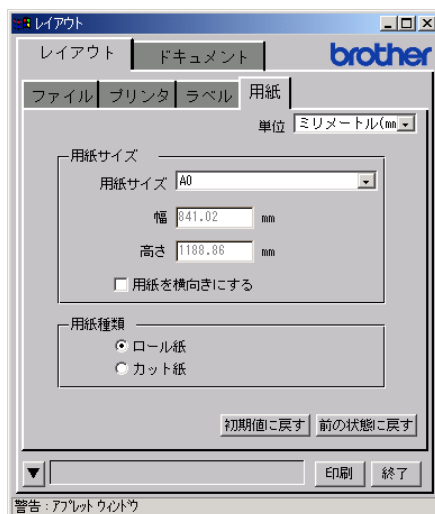 レイアウト
レイアウト ドキュメント brother
ファイル プリンタ ラベル 用紙
単位 ミリメートル(mm
用紙サイズ
用紙サイズ A0
幅 841.02 mm
高さ 1188.86 mm
用紙を横向きにする
用紙種類
ロール紙
カット紙
初期値に戻す 前の状態に戻す
印刷 終了
警告：アプレット ウィンドウ